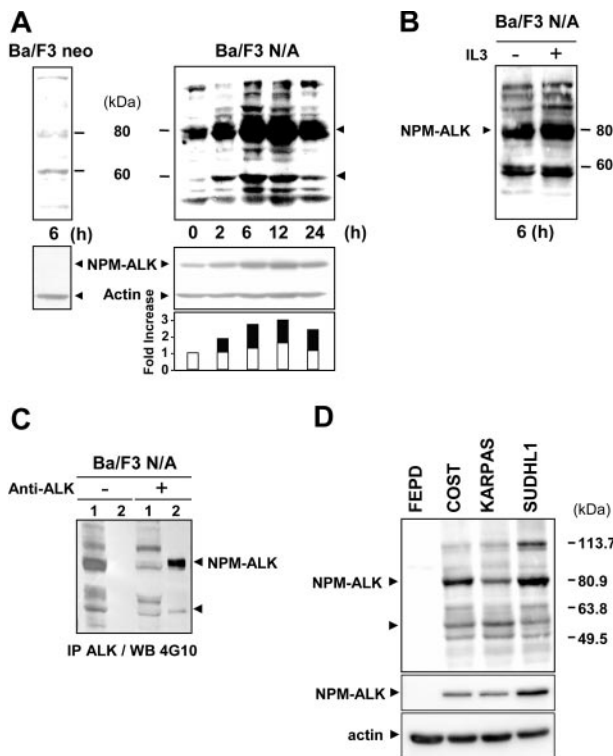 A
Ba/F3 neo
Ba/F3 N/A
(kDa)
80
60
6 (h)
0 2 6 12 24 (h)
NPM-ALK
Actin
Fold Increase
3
2
1
0
B
Ba/F3 N/A
IL3 - +
NPM-ALK
80
60
6 (h)
C
Ba/F3 N/A
Anti-ALK - +
1 2 1 2
NPM-ALK
IP ALK / WB 4G10
D
FEPD
COST
KARPAS
SUDHL1
(kDa)
113.7
NPM-ALK
80.9
63.8
49.5
NPM-ALK
actin